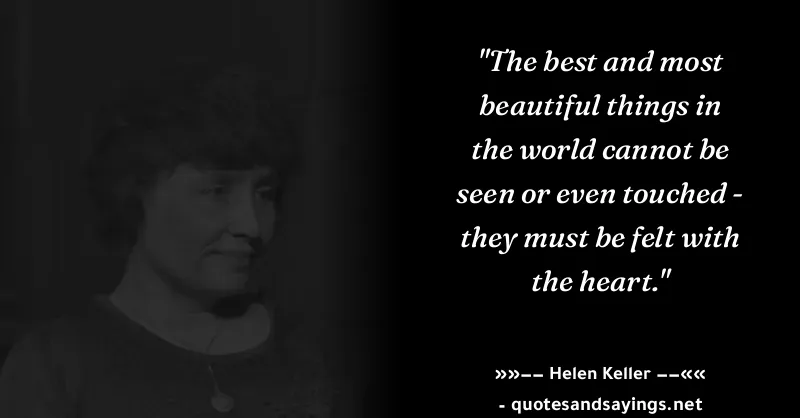 "The best and most
beautiful things in
the world cannot be
seen or even touched -
they must be felt with
the heart."
»»−− Helen Keller −−««
- quotesandsayings.net